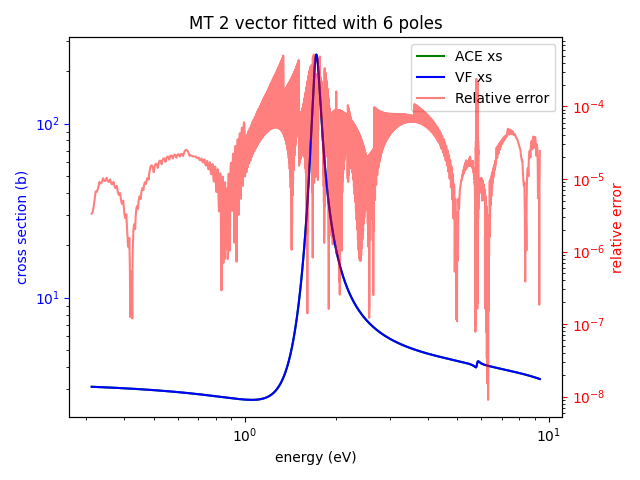 MT 2 vector fitted with 6 poles
ACE xs
VF xs
Relative error
cross section (b)
10²
10¹
relative error
10⁻⁴
10⁻⁵
10⁻⁶
10⁻⁷
10⁻⁸
10⁰
10¹
energy (eV)